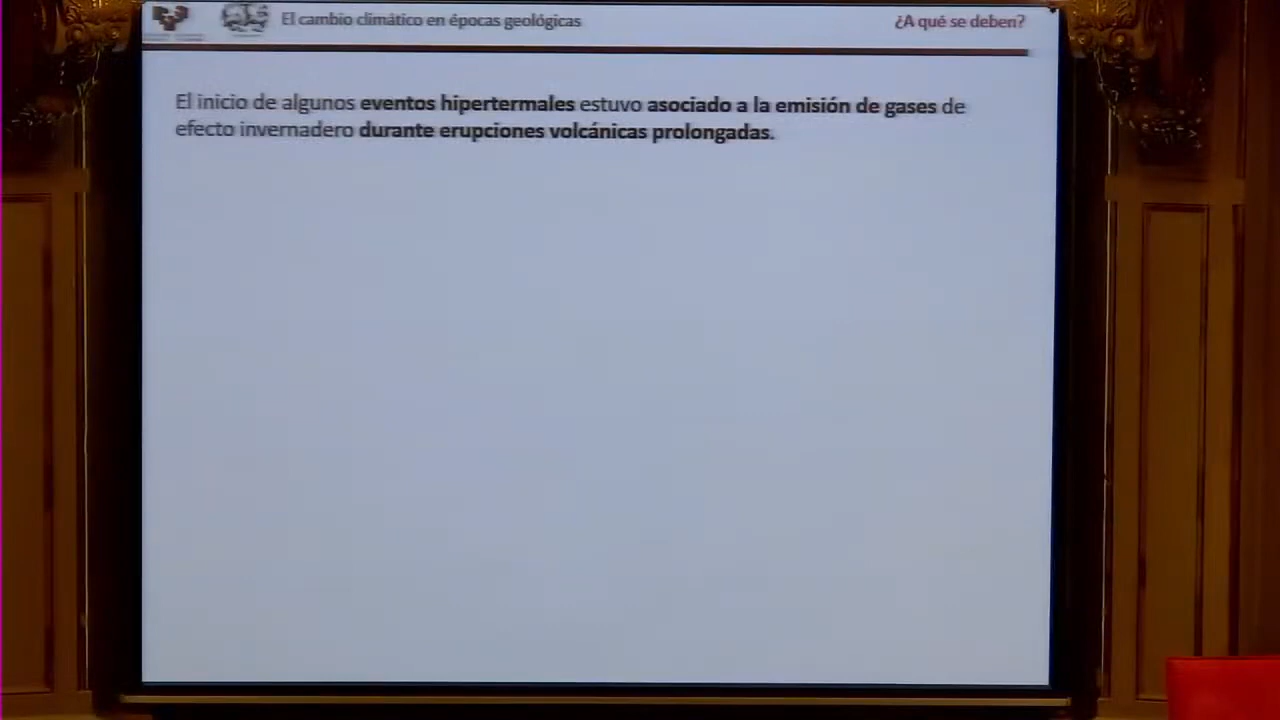 El cambio climático en épocas geológicas
¿A qué se deben?
El inicio de algunos eventos hipertermales estuvo asociado a la emisión de gases de
efecto invernadero durante erupciones volcánicas prolongadas.